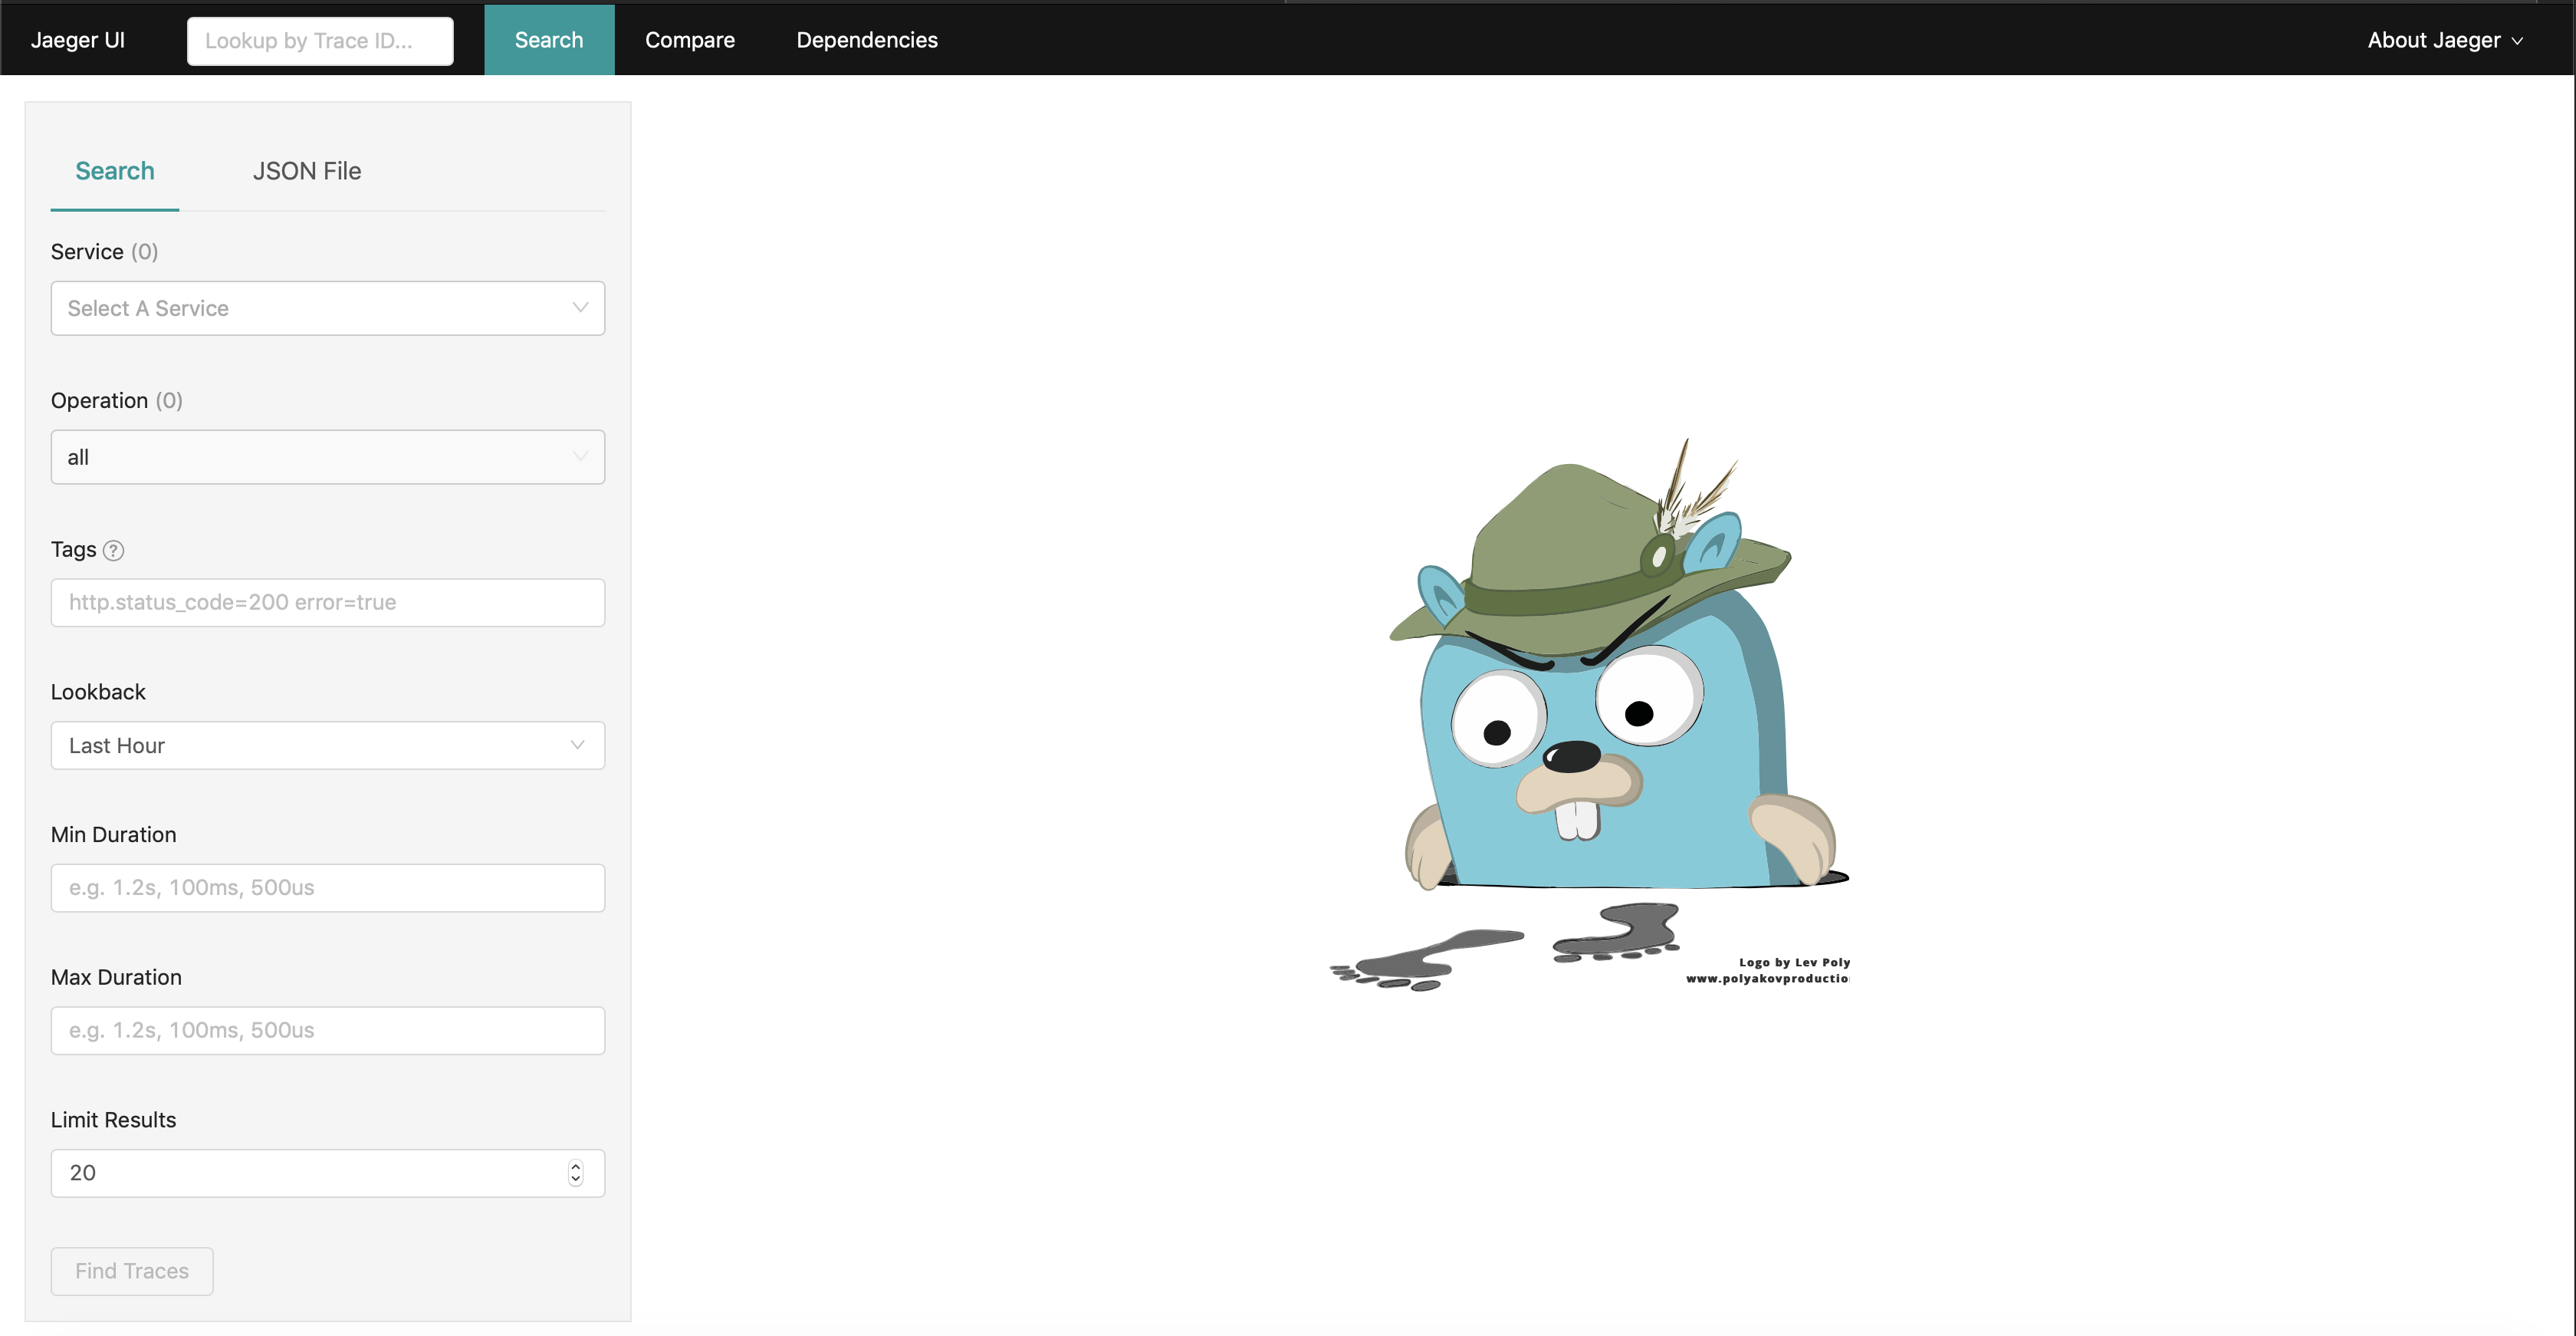 Jaeger UI
Lookup by Trace ID...
Search
Compare
Dependencies
About Jaeger
Search
JSON File
Service (0)
Select A Service
Operation (0)
all
Tags ?
http.status_code=200 error=true
Lookback
Last Hour
Min Duration
e.g. 1.2s, 100ms, 500us
Max Duration
e.g. 1.2s, 100ms, 500us
Limit Results
20
Find Traces
Logo by Lev Poly
www.polyakovproductio